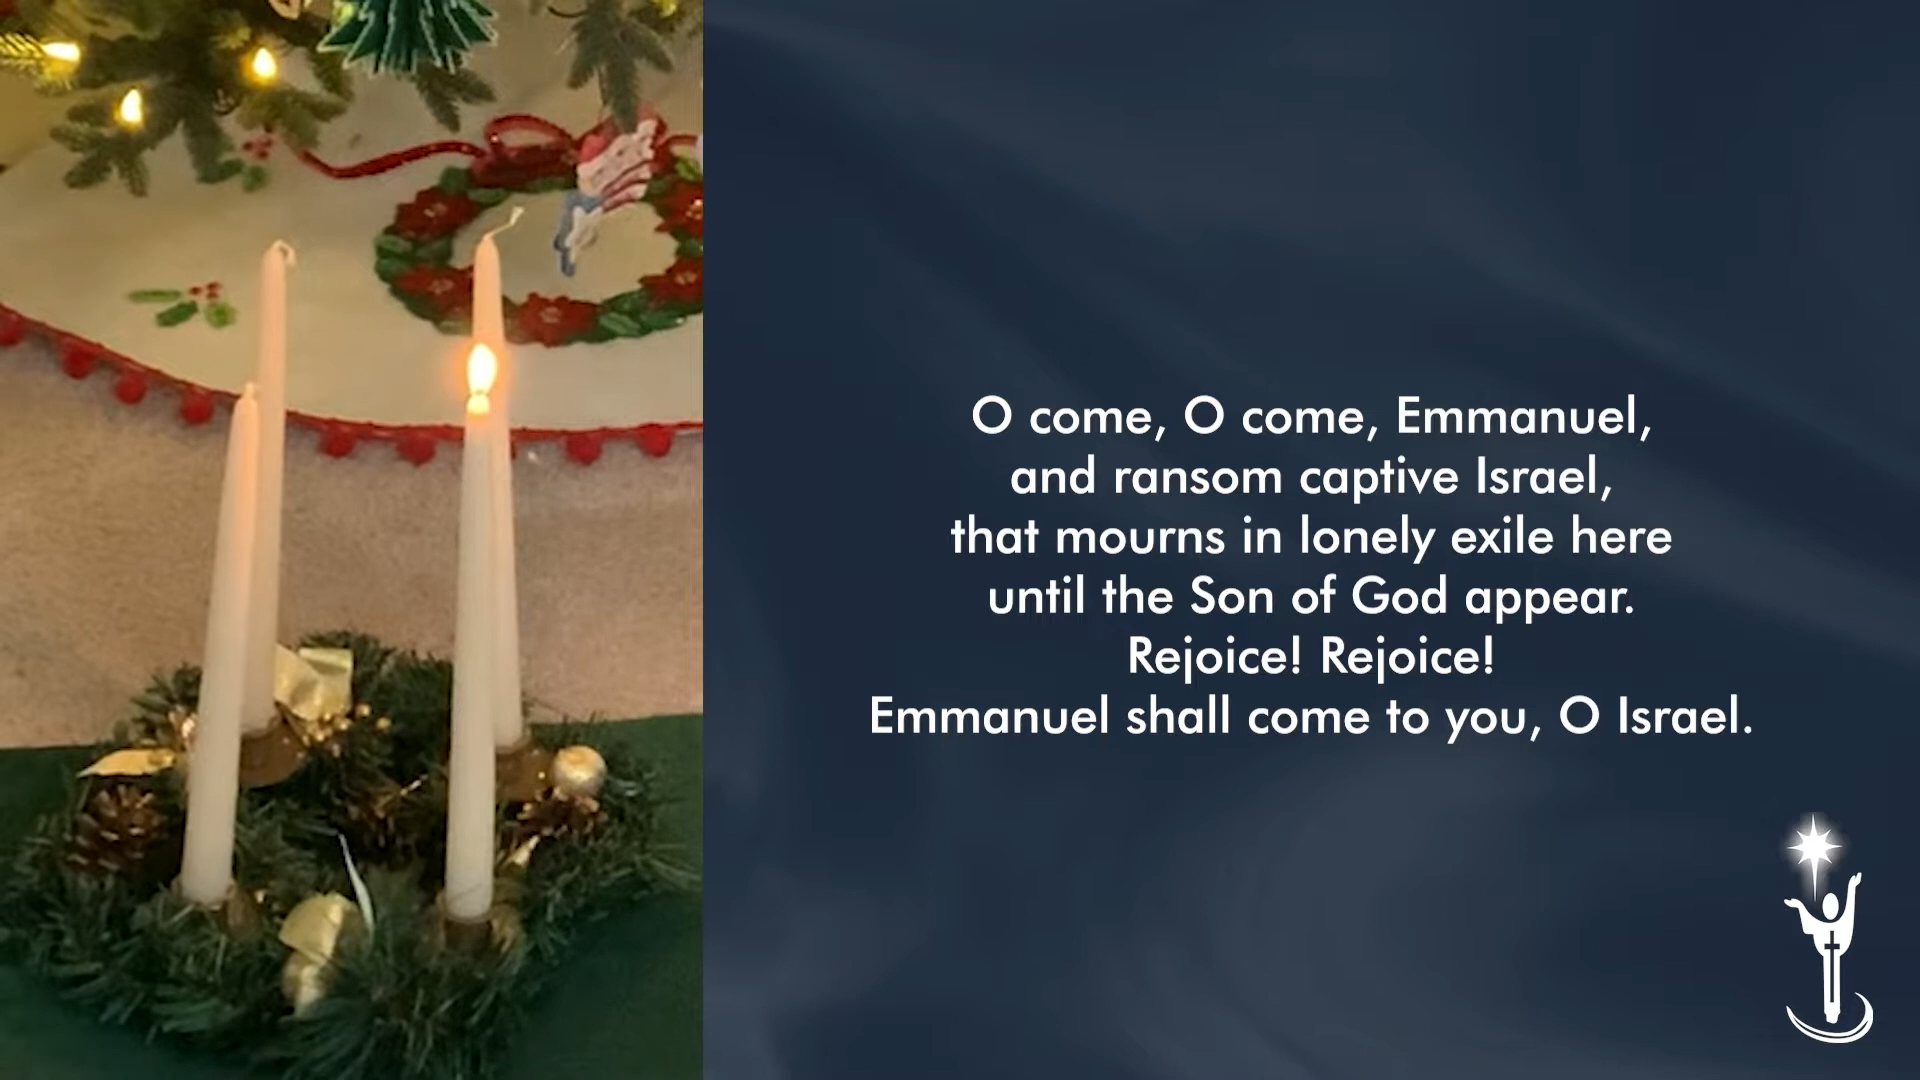 O come, O come, Emmanuel,
and ransom captive Israel,
that mourns in lonely exile here
until the Son of God appear.
Rejoice! Rejoice!
Emmanuel shall come to you, O Israel.